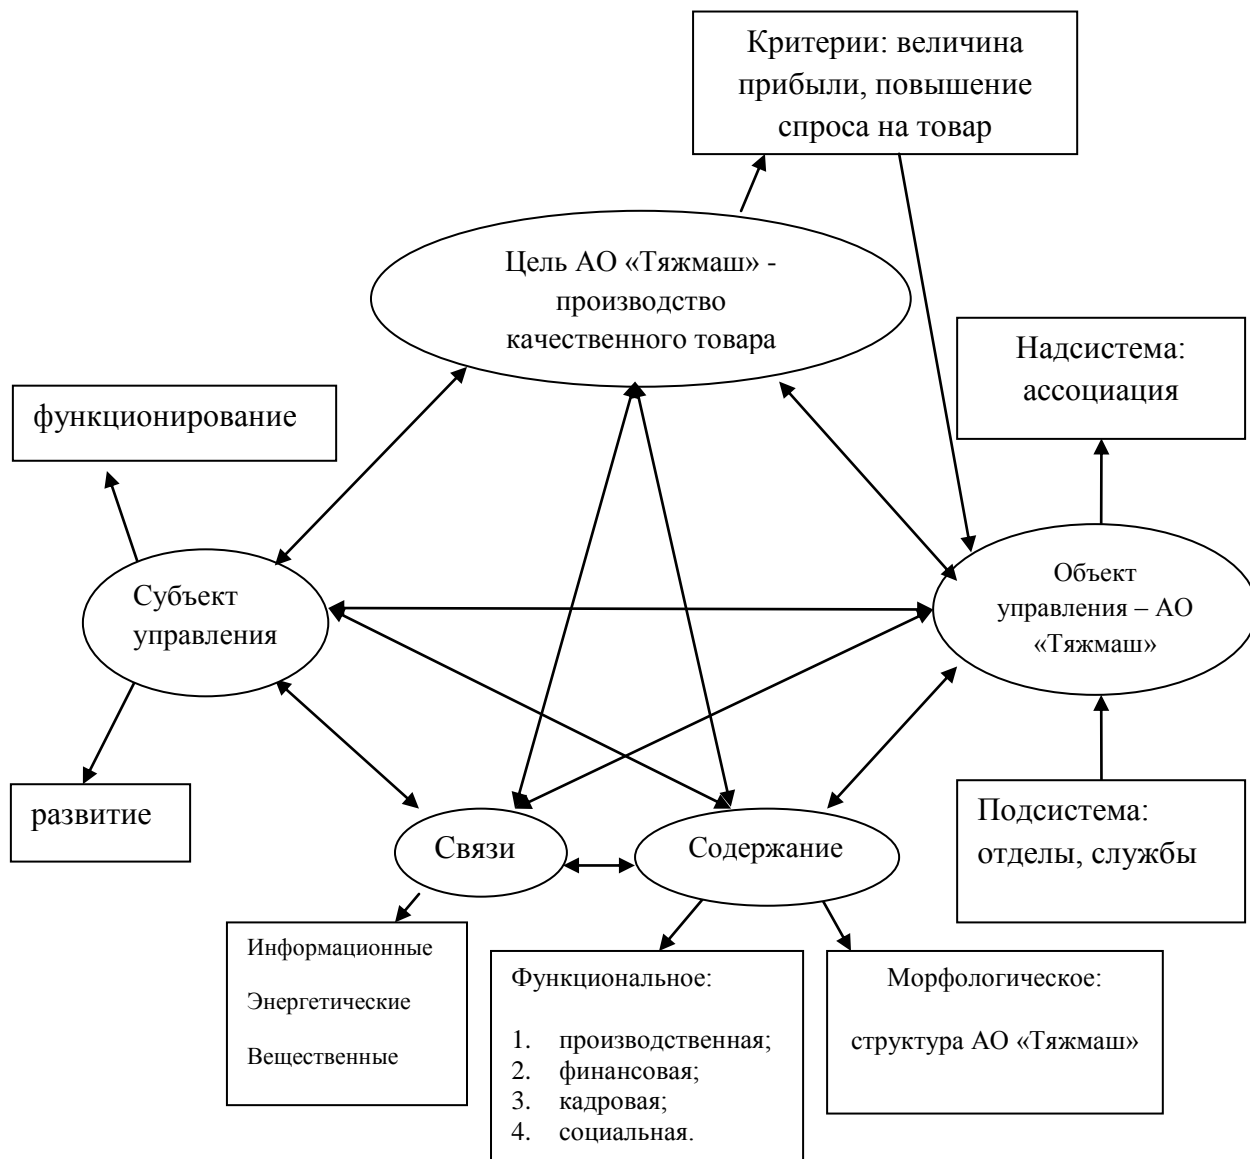 Критерии: величина
прибыли, повышение
спроса на товар
Цель АО «Тяжмаш» -
производство
качественного товара
Надсистема:
ассоциация
функционирование
Субъект
управления
Объект
управления – АО
«Тяжмаш»
развитие
Связи
Содержание
Подсистема:
отделы, службы
Информационные
Энергетические
Вещественные
Функциональное:
1. производственная;
2. финансовая;
3. кадровая;
4. социальная.
Морфологическое:
структура АО «Тяжмаш»